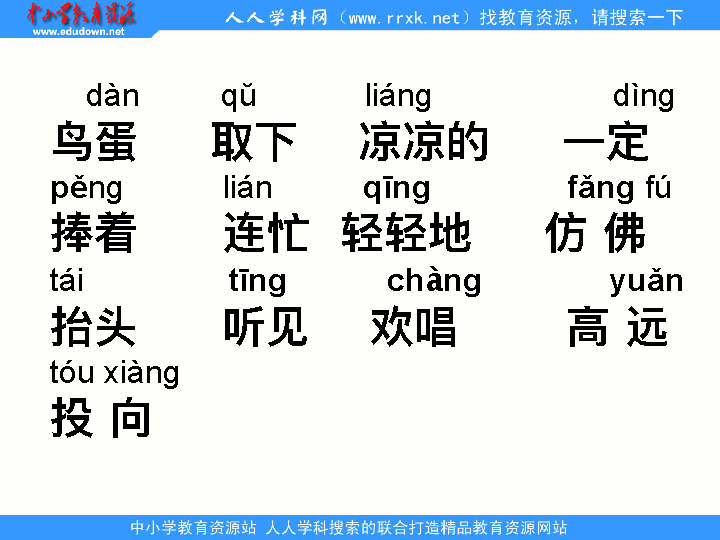 中小学教育资源
www.edudown.net
人人学科网（www.rrxk.net）找教育资源，请搜索一下
dàn qǔ liáng dìng
鸟蛋 取下 凉凉的 一定
pěng lián qīng fǎng fú
捧着 连忙 轻轻地 仿 佛
tái tīng chàng yuǎn
抬头 听见 欢唱 高 远
tóu xiàng
投 向
中小学教育资源站 人人学科搜索的联合打造精品教育资源网站